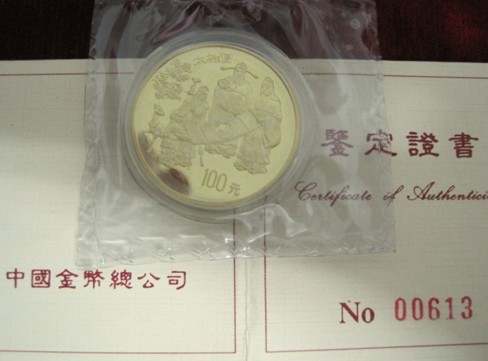 100元
鑒定證書
Certificate of Authentici
中國金幣總公司
No 00613